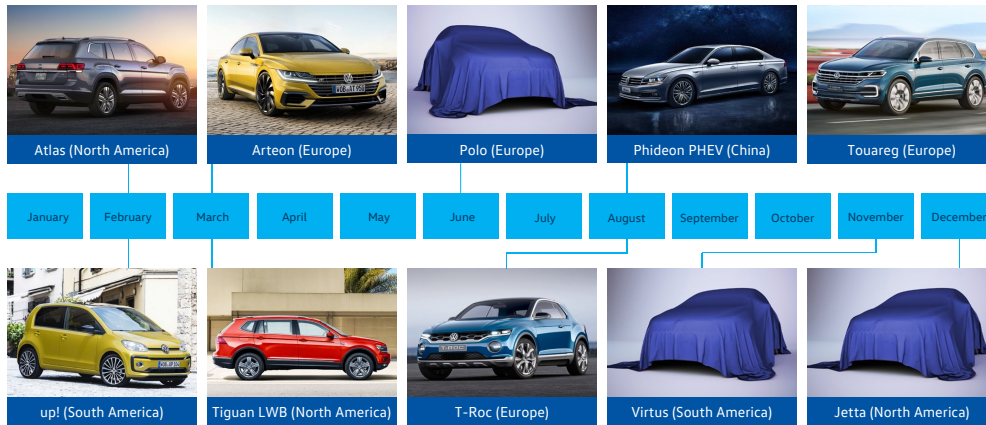 Atlas (North America)
Arteon (Europe)
Polo (Europe)
Phideon PHEV (China)
Touareg (Europe)
January
February
March
April
May
June
July
August
September
October
November
December
T-ROC
up! (South America)
Tiguan LWB (North America)
T-Roc (Europe)
Virtus (South America)
Jetta (North America)